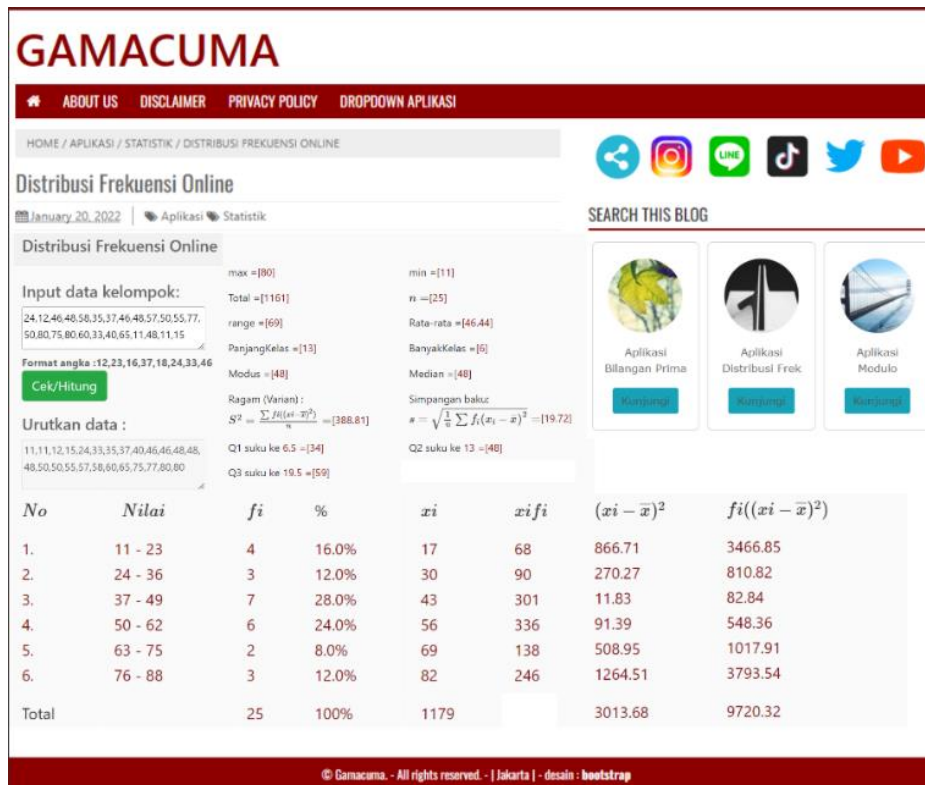 GAMACUMA
ABOUT US DISCLAIMER PRIVACY POLICY DROPDOWN APLIKASI
HOME / APLIKASI / STATISTIK / DISTRIBUSI FREKUENSI ONLINE
Distribusi Frekuensi Online
January 20, 2022 Aplikasi Statistik
Distribusi Frekuensi Online
Input data kelompok:
24,12,46,48,58,35,37,46,48,57,50,55,77,
50,80,75,80,60,33,40,65,11,48,11,15
Format angka :12,23,16,37,18,24,33,46
Cek/Hitung
Urutkan data :
11,11,12,15,24,33,35,37,40,46,46,48,48,
48,50,50,55,57,58,60,65,75,77,80,80
max =[80] min =[11]
Total =[1161] n =[25]
range =[69] Rata-rata =[46.44]
PanjangKelas =[13] BanyakKelas =[6]
Modus =[48] Median =[48]
Ragam (Varian) : Simpangan baku:
S² = ∑ fi((xi−x̅)²) / n =[388.81] s = √(1/n ∑ fᵢ(xᵢ − x̅)²) =[19.72]
Q1 suku ke 6.5 =[34] Q2 suku ke 13 =[48]
Q3 suku ke 19.5 =[59]
LINE
SEARCH THIS BLOG
Aplikasi
Bilangan Prima
Kunjungi
Aplikasi
Distribusi Frek
Kunjungi
Aplikasi
Modulo
Kunjungi
No Nilai fi % xi xifi (xi − x̅)² fi((xi − x̅)²)
1. 11 - 23 4 16.0% 17 68 866.71 3466.85
2. 24 - 36 3 12.0% 30 90 270.27 810.82
3. 37 - 49 7 28.0% 43 301 11.83 82.84
4. 50 - 62 6 24.0% 56 336 91.39 548.36
5. 63 - 75 2 8.0% 69 138 508.95 1017.91
6. 76 - 88 3 12.0% 82 246 1264.51 3793.54
Total 25 100% 1179 3013.68 9720.32
© Gamacuma. - All rights reserved. - | Jakarta | - desain : bootstrap